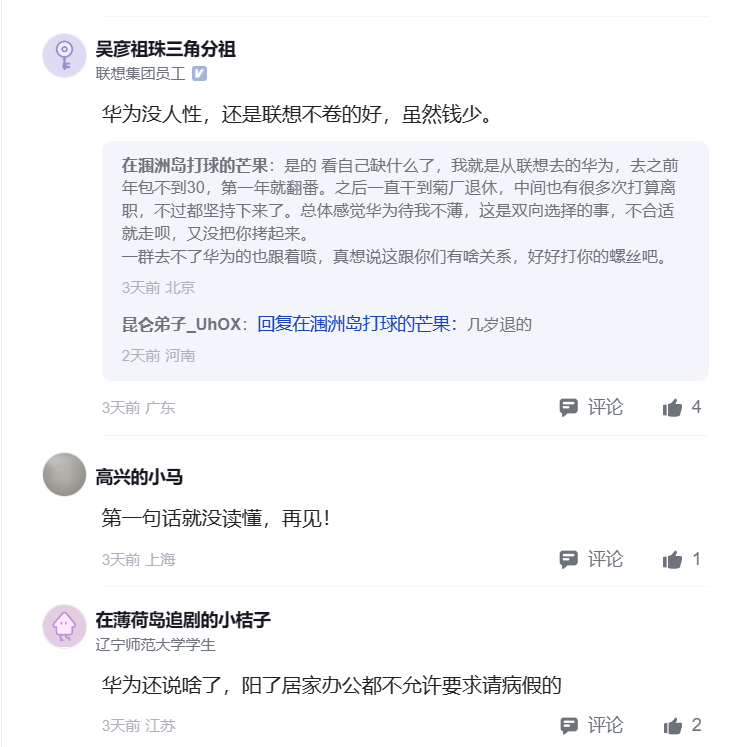 吴彦祖珠三角分祖
联想集团员工
华为没人性，还是联想不卷的好，虽然钱少。
在涠洲岛打球的芒果：是的 看自己缺什么了，我就是从联想去的华为，去之前
年包不到30，第一年就翻番。之后一直干到菊厂退休，中间也有很多次打算离
职，不过都坚持下来了。总体感觉华为待我不薄，这是双向选择的事，不合适
就走呗，又没把你拷起来。
一群去不了华为的也跟着喷，真想说这跟你们有啥关系，好好打你的螺丝吧。
3天前 北京
昆仑弟子_UhOX：回复在涠洲岛打球的芒果：几岁退的
2天前 河南
3天前 广东 评论 4
高兴的小马
第一句话就没读懂，再见！
3天前 上海 评论 1
在薄荷岛追剧的小桔子
辽宁师范大学学生
华为还说啥了，阳了居家办公都不允许要求请病假的
3天前 江苏 评论 2